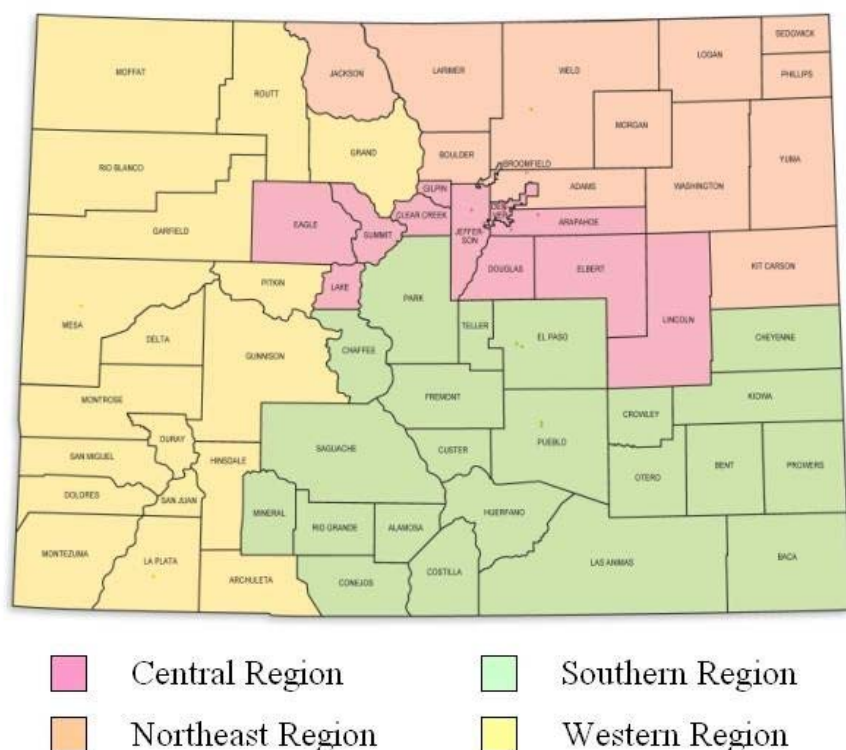 SEDGWICK
LOGAN
MOFFAT
JACKSON
LARIMER
WELD
PHILLIPS
ROUTT
MORGAN
GRAND
BOULDER
BROOMFIELD
YUMA
RIO BLANCO
GILPIN
ADAMS
WASHINGTON
DEN
VER
CLEAR CREEK
EAGLE
ARAPAHOE
GARFIELD
SUMMIT
JEFFER
SON
DOUGLAS
ELBERT
KIT CARSON
PITKIN
LAKE
PARK
LINCOLN
MESA
TELLER
EL PASO
CHEYENNE
DELTA
CHAFFEE
GUNNISON
MONTROSE
FREMONT
KIOWA
CROWLEY
OURAY
PUEBLO
SAGUACHE
CUSTER
SAN MIGUEL
HINSDALE
BENT
PROWERS
OTERO
DOLORES
SAN JUAN
MINERAL
HUERFANO
RIO GRANDE
ALAMOSA
MONTEZUMA
LA PLATA
LAS ANIMAS
BACA
COSTILLA
ARCHULETA
CONEJOS
Central Region
Southern Region
Northeast Region
Western Region